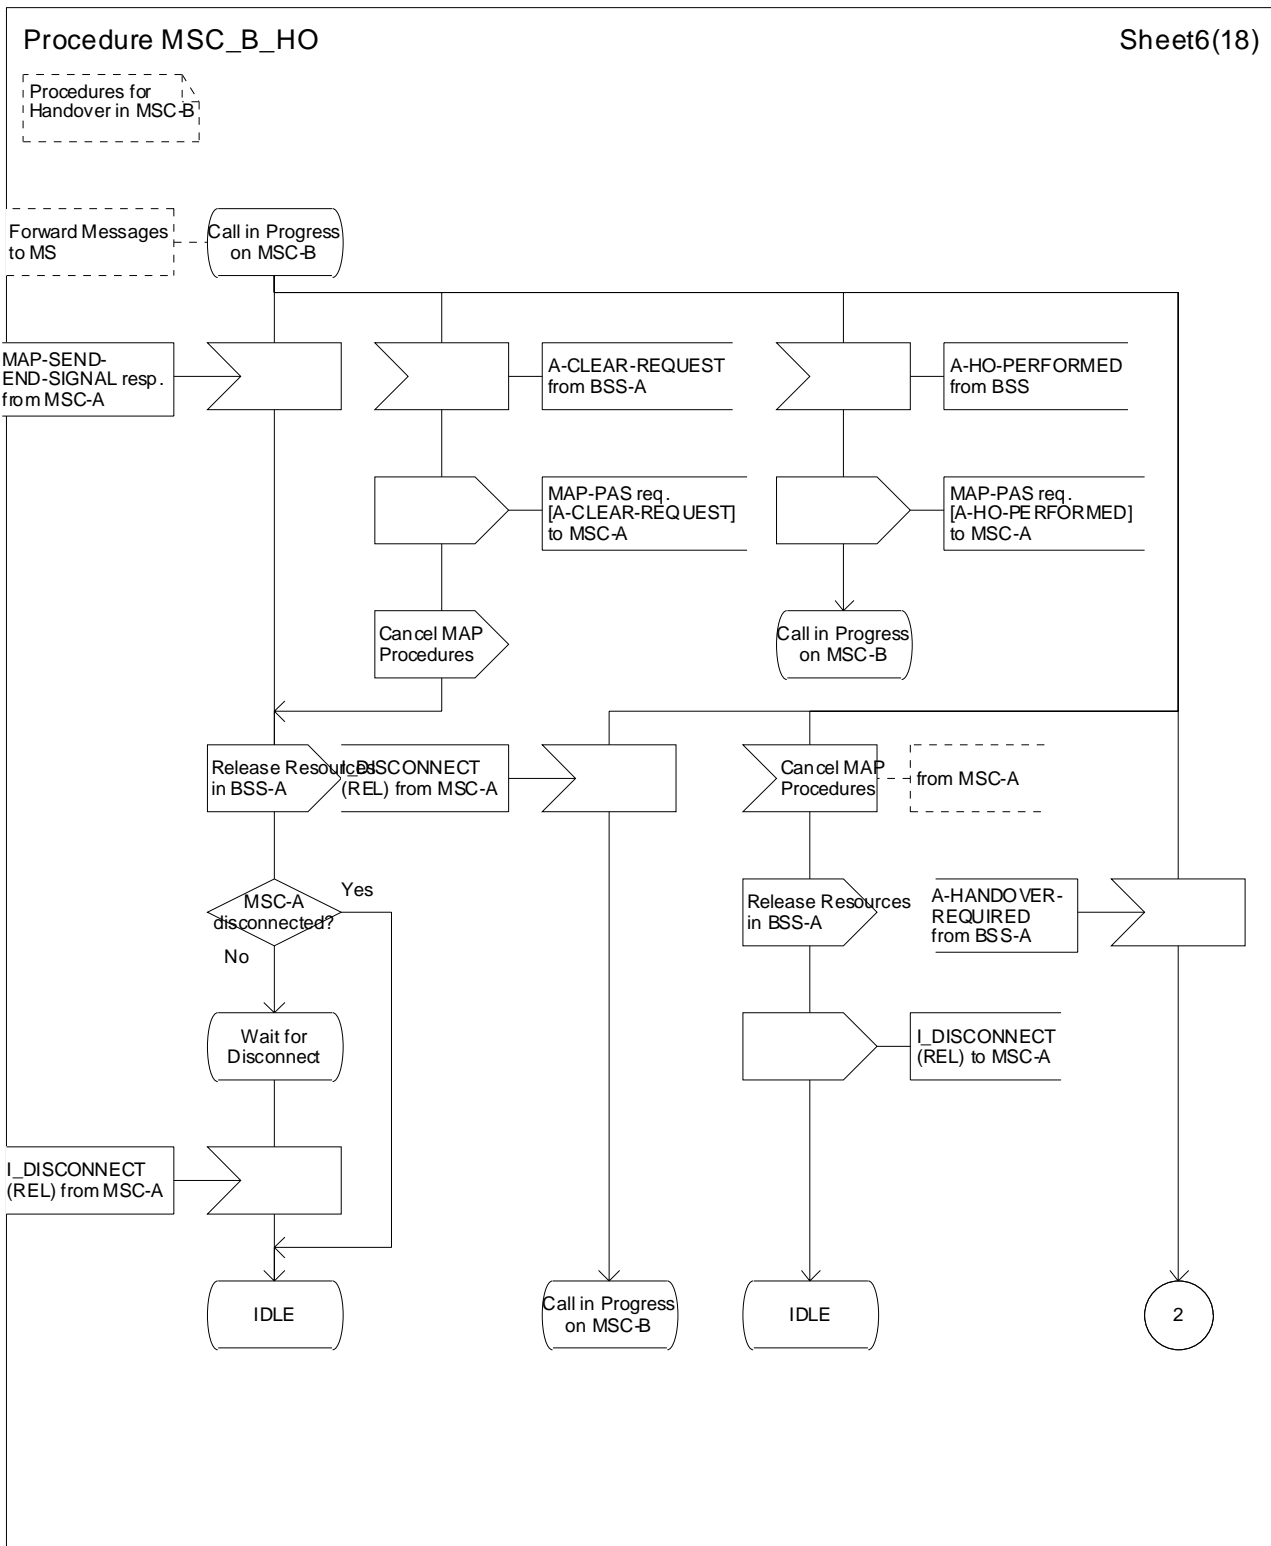 Procedure MSC_B_HO
Sheet6(18)
Procedures for
Handover in MSC-B
Forward Messages
to MS
Call in Progress
on MSC-B
MAP-SEND-
END-SIGNAL resp.
from MSC-A
A-CLEAR-REQUEST
from BSS-A
A-HO-PERFORMED
from BSS
MAP-PAS req.
[A-CLEAR-REQUEST]
to MSC-A
MAP-PAS req.
[A-HO-PERFORMED]
to MSC-A
Cancel MAP
Procedures
Call in Progress
on MSC-B
Release Resources
in BSS-A
I_DISCONNECT
(REL) from MSC-A
Cancel MAP
Procedures
from MSC-A
MSC-A
disconnected?
Yes
No
Release Resources
in BSS-A
A-HANDOVER-
REQUIRED
from BSS-A
Wait for
Disconnect
I_DISCONNECT
(REL) to MSC-A
I_DISCONNECT
(REL) from MSC-A
IDLE
Call in Progress
on MSC-B
IDLE
2